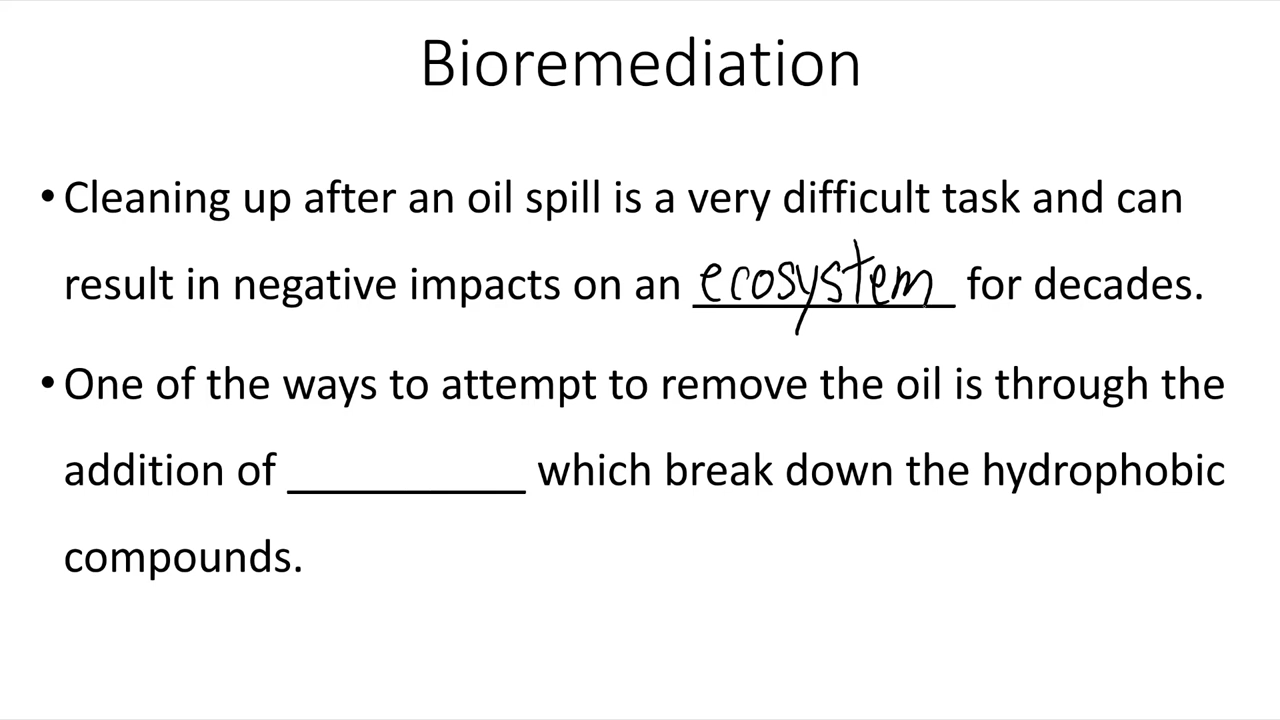 Bioremediation
• Cleaning up after an oil spill is a very difficult task and can
result in negative impacts on an ecosystem for decades.
• One of the ways to attempt to remove the oil is through the
addition of __________ which break down the hydrophobic
compounds.